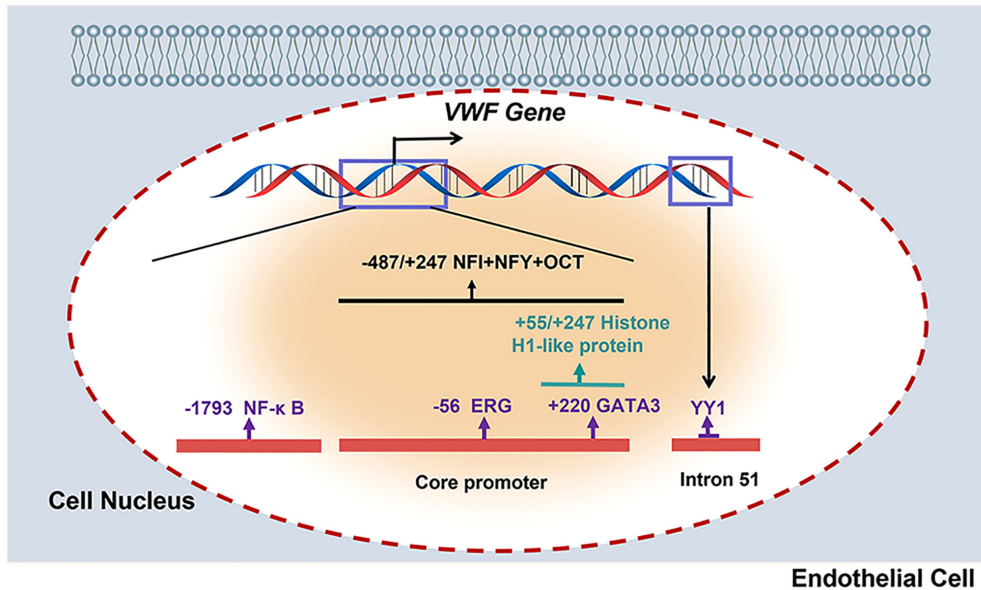 VWF Gene
-487/+247 NFI+NFY+OCT
+55/+247 Histone
H1-like protein
-1793 NF-κ B
-56 ERG
+220 GATA3
YY1
Core promoter
Intron 51
Cell Nucleus
Endothelial Cell